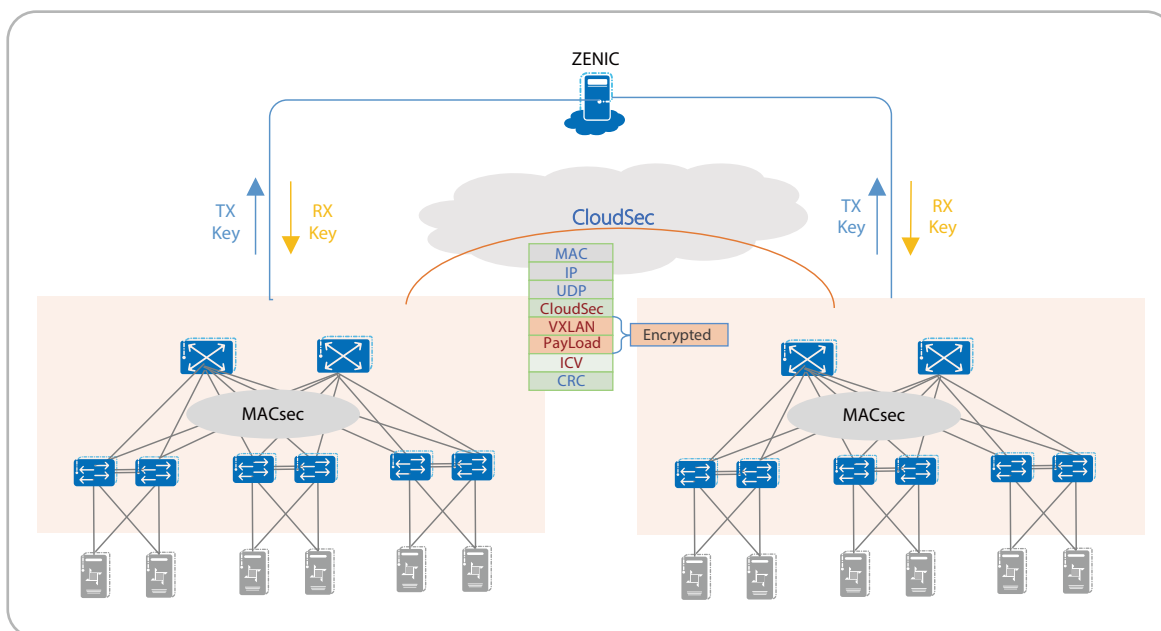 ZENIC
TX
Key
RX
Key
CloudSec
TX
Key
RX
Key
MAC
IP
UDP
CloudSec
VXLAN
PayLoad
ICV
CRC
Encrypted
MACsec
MACsec